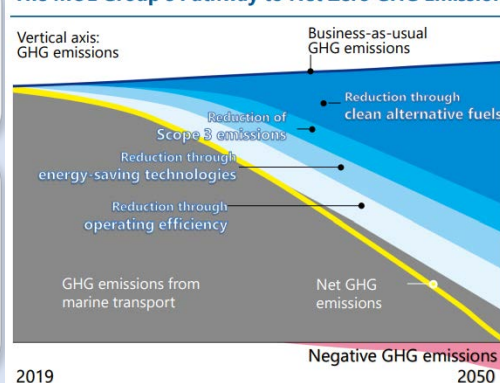 Vertical axis:
GHG emissions
Business-as-usual
GHG emissions
Reduction through
clean alternative fuels
Reduction of
Scope 3 emissions
Reduction through
energy-saving technologies
Reduction through
operating efficiency
GHG emissions from
marine transport
Net GHG
emissions
Negative GHG emissions
2019
2050